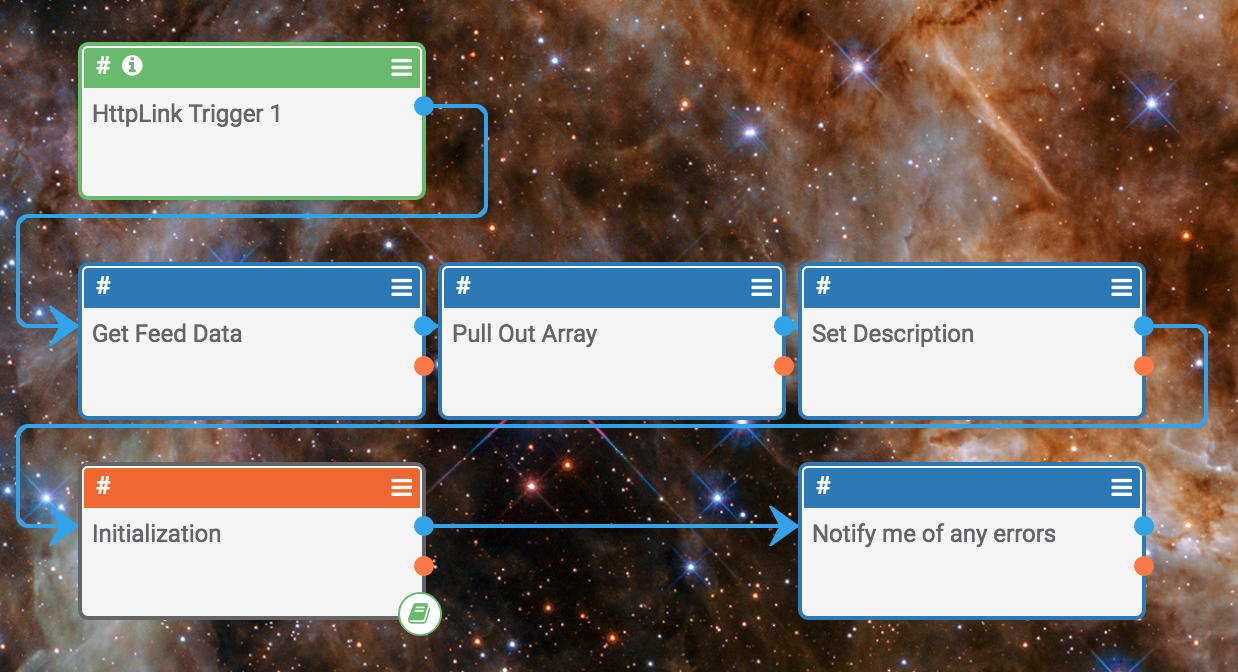 #
HttpLink Trigger 1
#
Get Feed Data
#
Pull Out Array
#
Set Description
#
Initialization
#
Notify me of any errors